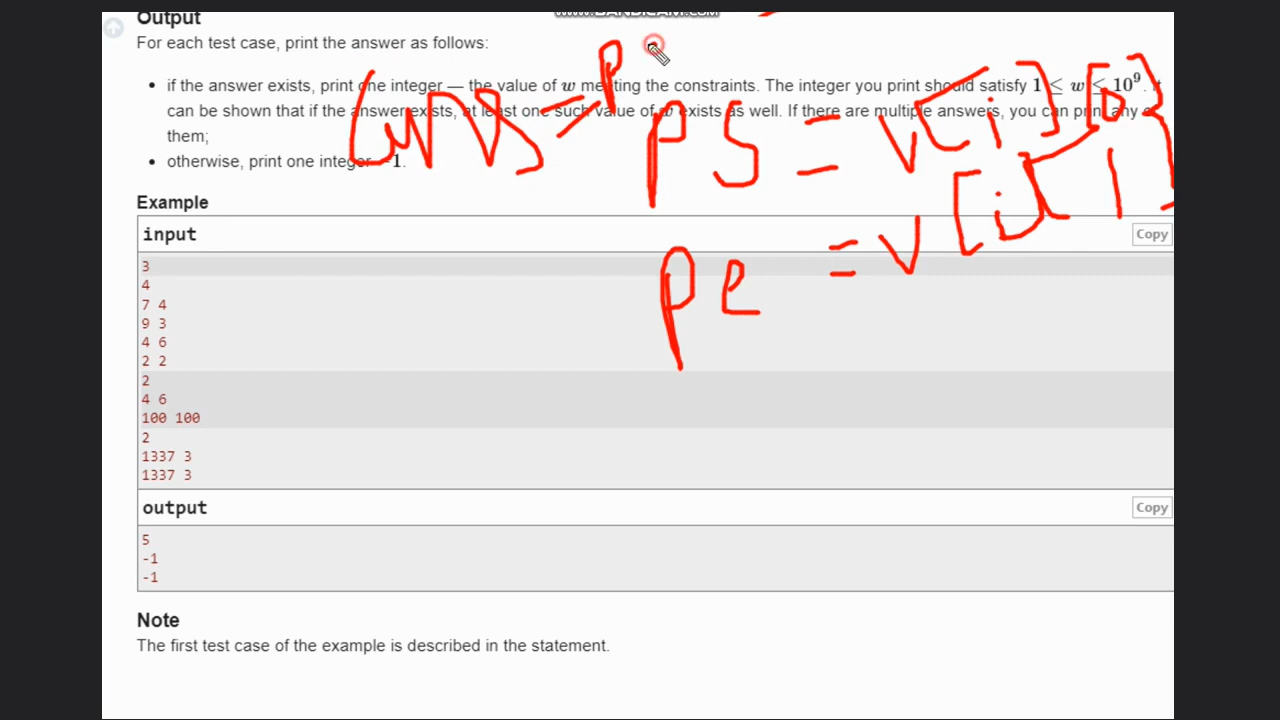 www.BANDICAM.com
Output
For each test case, print the answer as follows:
• if the answer exists, print one integer — the value of w meeting the constraints. The integer you print should satisfy 1 ≤ w ≤ 10⁹. It
can be shown that if the answer exists, at least one such value of w exists as well. If there are multiple answers, you can print any of
them;
• otherwise, print one integer -1.
ans = P
PS = v[i][0]
Pe = v[i][1]
Example
input
Copy
3
4
7 4
9 3
4 6
2 2
2
4 6
100 100
2
1337 3
1337 3
output
Copy
5
-1
-1
Note
The first test case of the example is described in the statement.